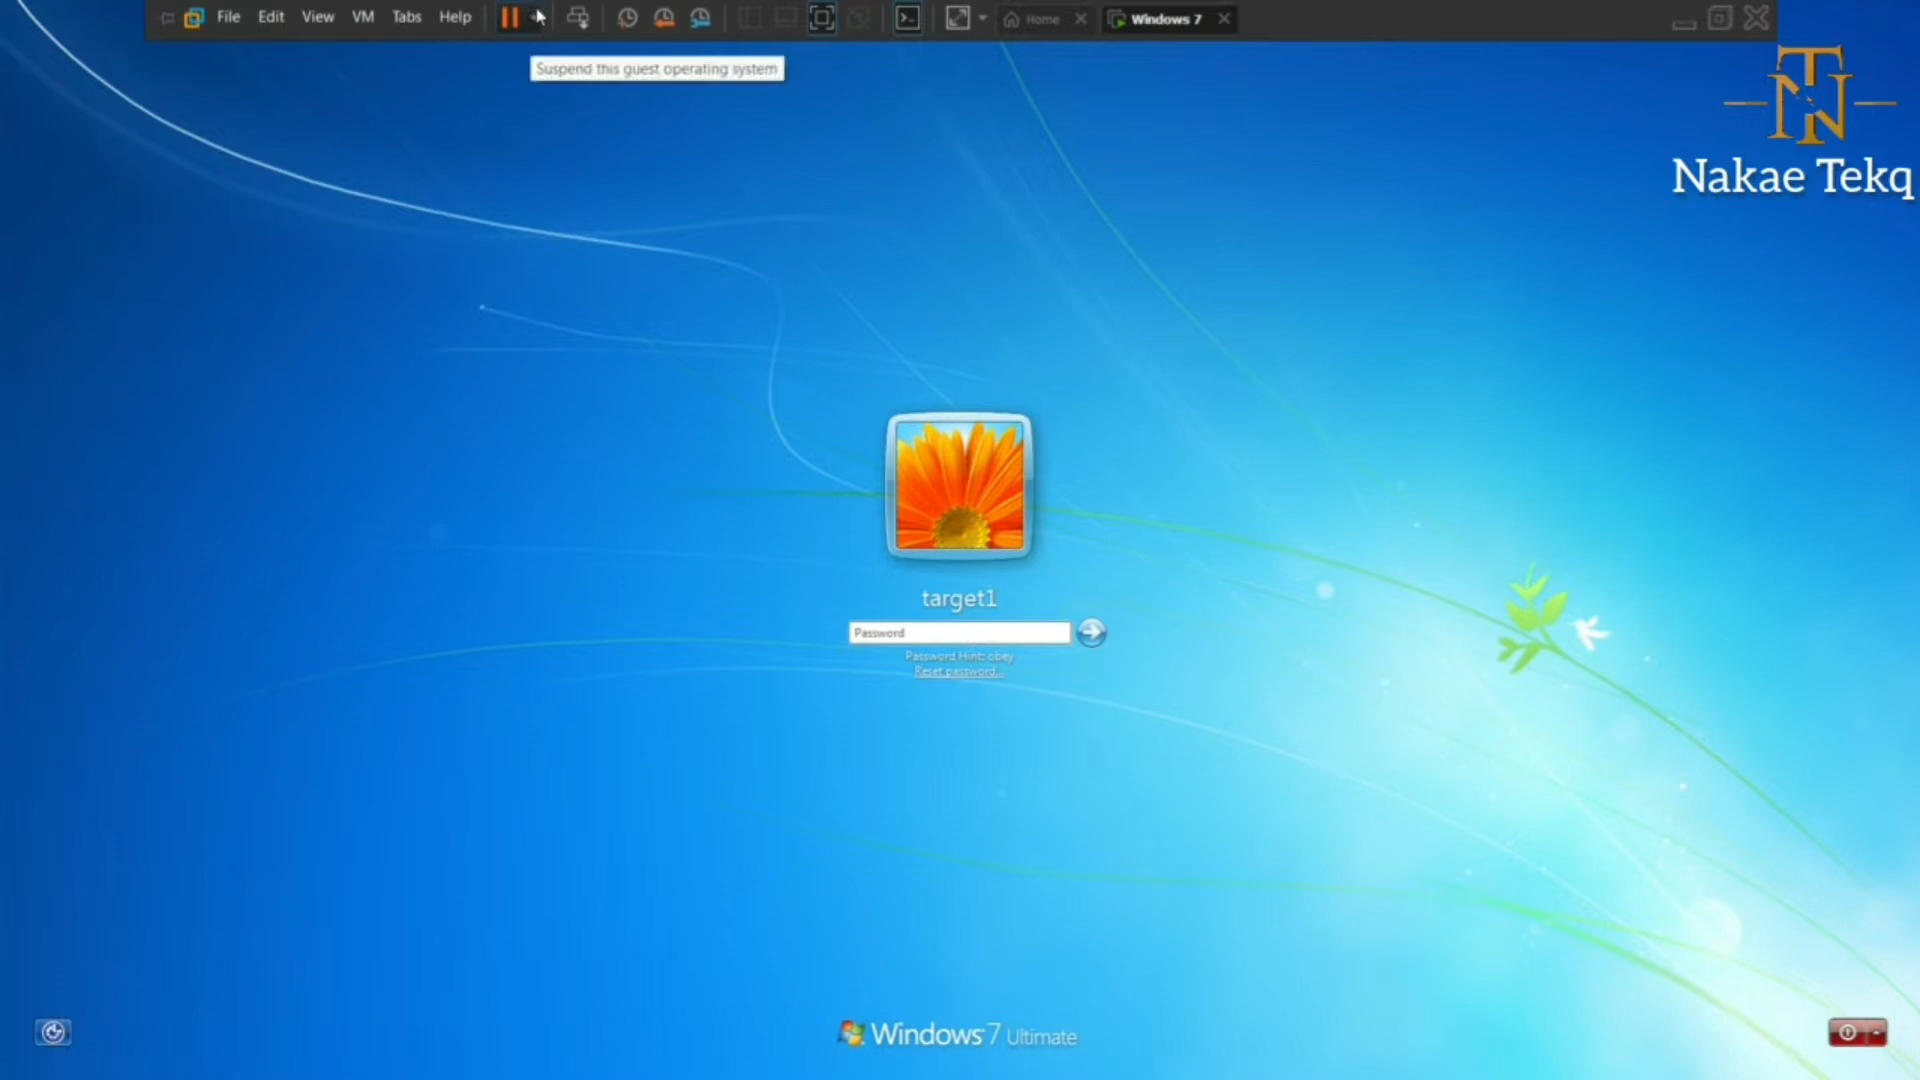 File Edit View VM Tabs Help
Home
Windows 7
Suspend this guest operating system
TN
Nakae Tekq
target1
Password
Password Hint: obey
Reset password...
Windows 7 Ultimate